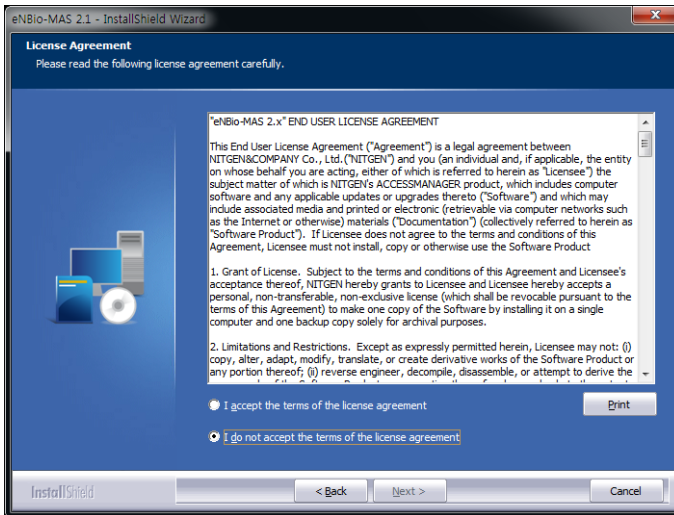 eNBio-MAS 2.1 - InstallShield Wizard
License Agreement
Please read the following license agreement carefully.
"eNBio-MAS 2.x" END USER LICENSE AGREEMENT
This End User License Agreement ("Agreement") is a legal agreement between
NITGEN&COMPANY Co., Ltd.("NITGEN") and you (an individual and, if applicable, the entity
on whose behalf you are acting, either of which is referred to herein as "Licensee") the
subject matter of which is NITGEN's ACCESSMANAGER product, which includes computer
software and any applicable updates or upgrades thereto ("Software") and which may
include associated media and printed or electronic (retrievable via computer networks such
as the Internet or otherwise) materials ("Documentation") (collectively referred to herein as
"Software Product"). If Licensee does not agree to the terms and conditions of this
Agreement, Licensee must not install, copy or otherwise use the Software Product
1. Grant of License. Subject to the terms and conditions of this Agreement and Licensee's
acceptance thereof, NITGEN hereby grants to Licensee and Licensee hereby accepts a
personal, non-transferable, non-exclusive license (which shall be revocable pursuant to the
terms of this Agreement) to make one copy of the Software by installing it on a single
computer and one backup copy solely for archival purposes.
2. Limitations and Restrictions. Except as expressly permitted herein, Licensee may not: (i)
copy, alter, adapt, modify, translate, or create derivative works of the Software Product or
any portion thereof; (ii) reverse engineer, decompile, disassemble, or attempt to derive the
I accept the terms of the license agreement
Print
I do not accept the terms of the license agreement
InstallShield
< Back
Next >
Cancel